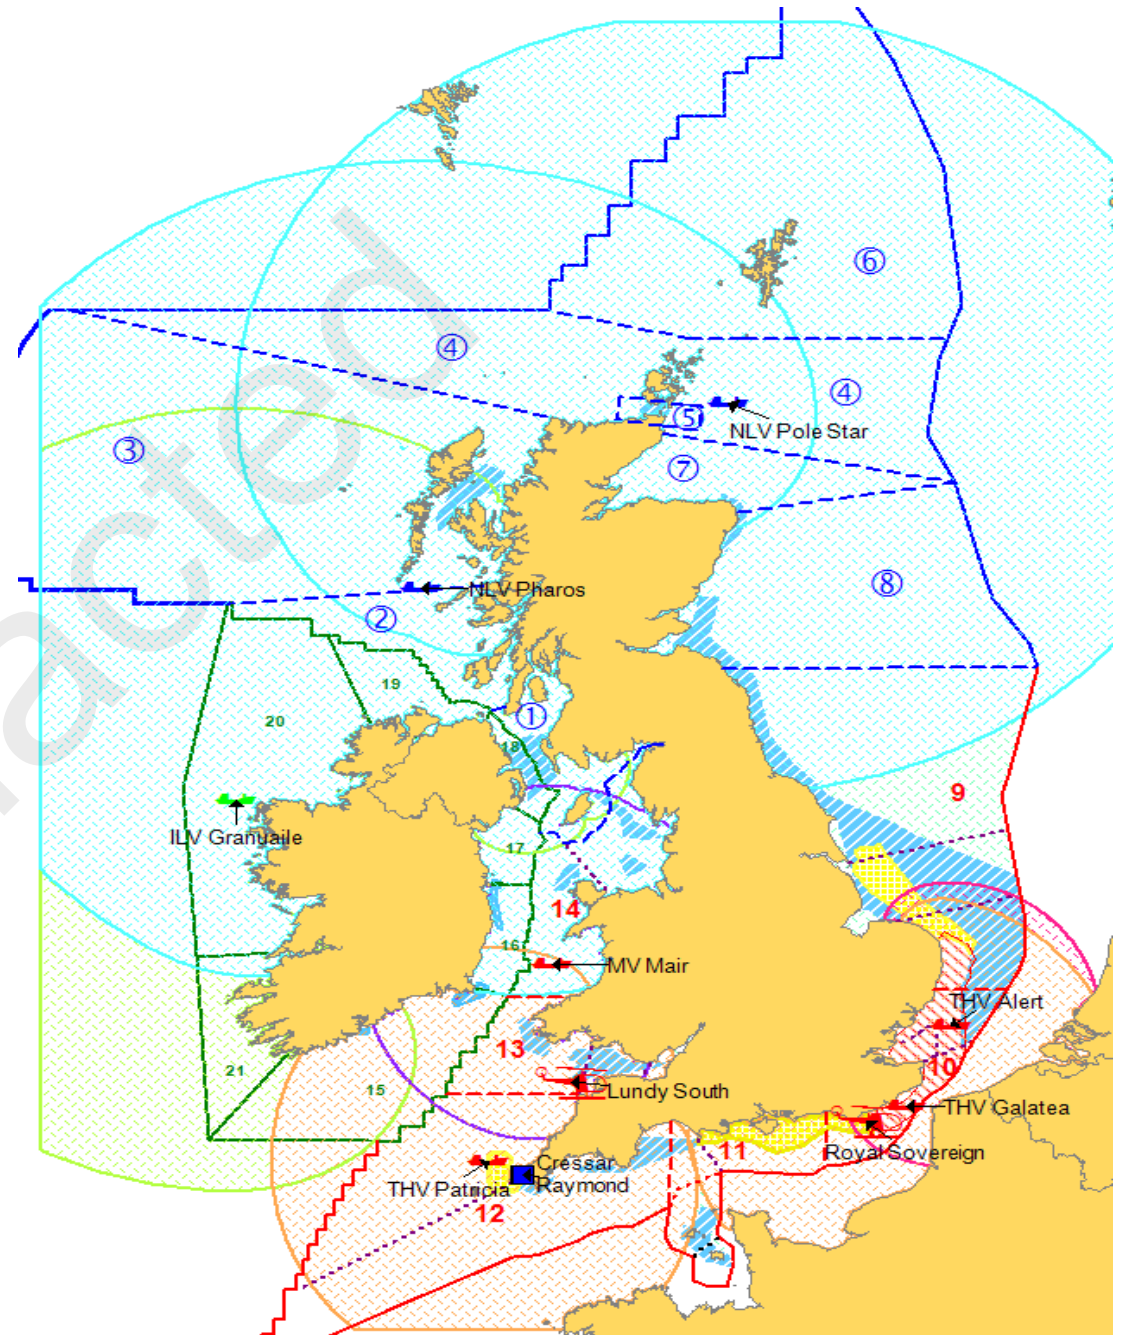 ⑥
④
④
③
⑤
NLV Pole Star
⑦
NLV Pharos
⑧
②
19
20
①
18
9
ILV Granuaile
17
14
16
MV Mair
THV Alert
13
10
21
15
Lundy South
THV Galatea
11
Royal Sovereign
Cressar
THV Patricia
Raymond
12